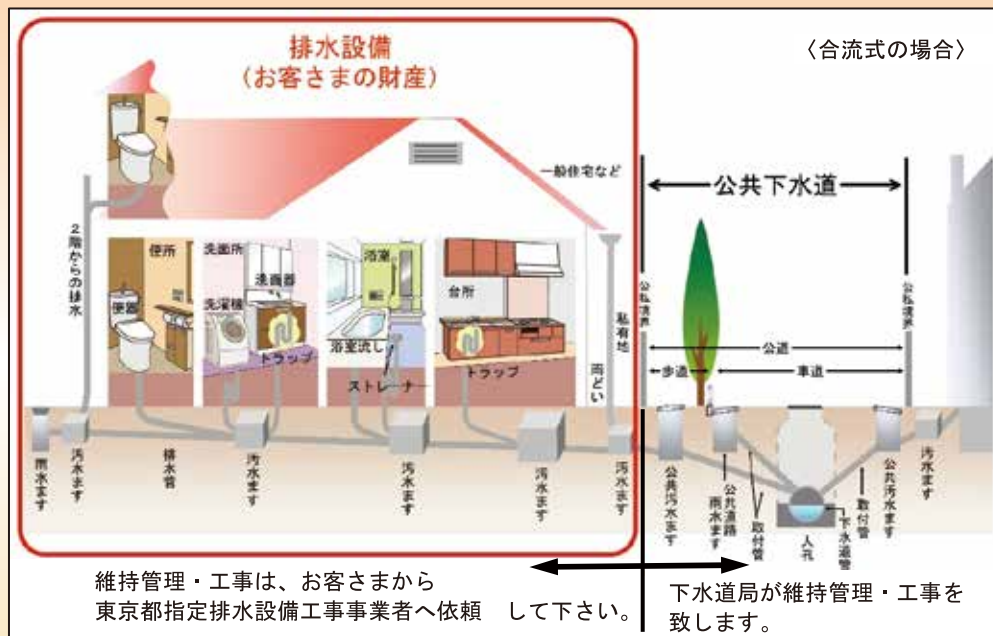 排水設備
(お客さまの財産)
〈合流式の場合〉
一般住宅など
公共下水道
2階からの排水
便所
便器
洗面所
洗面器
洗濯機
トラップ
浴室
浴室流し
ストレーナ
台所
トラップ
雨どい
私有地
公私境界
公私境界
公道
歩道
車道
雨水ます
汚水ます
排水管
汚水ます
汚水ます
汚水ます
汚水ます
公共汚水ます
公共道路
雨水ます
取付管
人孔
下水道管
取付管
公共汚水ます
汚水ます
維持管理・工事は、お客さまから
東京都指定排水設備工事事業者へ依頼 して下さい。
下水道局が維持管理・工事を
致します。